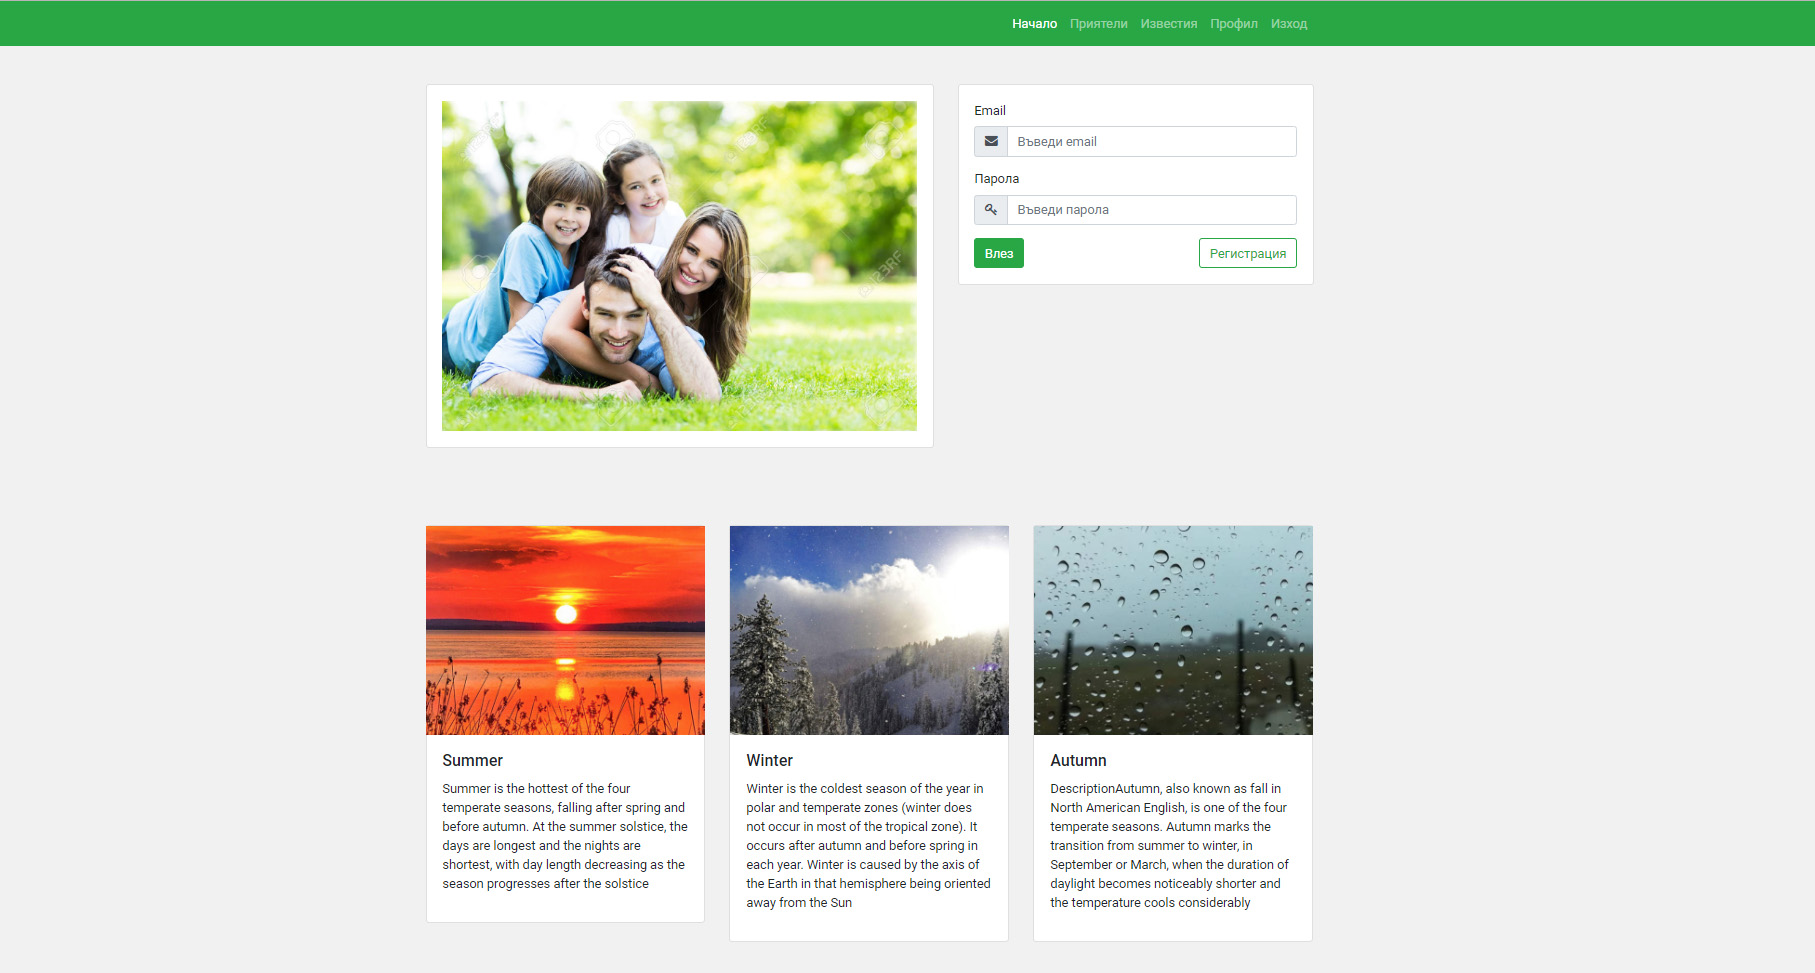 Начало Приятели Известия Профил Изход
Email
Въведи email
Парола
Въведи парола
Влез Регистрация
123RF
Summer
Summer is the hottest of the four
temperate seasons, falling after spring and
before autumn. At the summer solstice, the
days are longest and the nights are
shortest, with day length decreasing as the
season progresses after the solstice
Winter
Winter is the coldest season of the year in
polar and temperate zones (winter does
not occur in most of the tropical zone). It
occurs after autumn and before spring in
each year. Winter is caused by the axis of
the Earth in that hemisphere being oriented
away from the Sun
Autumn
DescriptionAutumn, also known as fall in
North American English, is one of the four
temperate seasons. Autumn marks the
transition from summer to winter, in
September or March, when the duration of
daylight becomes noticeably shorter and
the temperature cools considerably